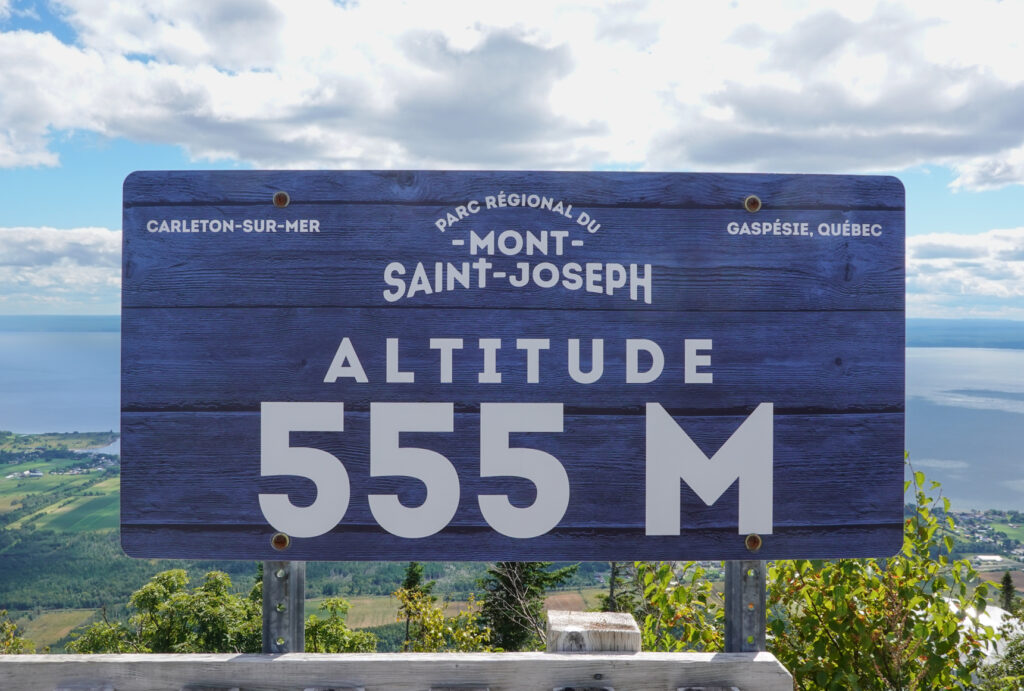 CARLETON-SUR-MER
PARC RÉGIONAL DU
-MONT-
SAINT-JOSEPH
GASPÉSIE, QUÉBEC
ALTITUDE
555 M